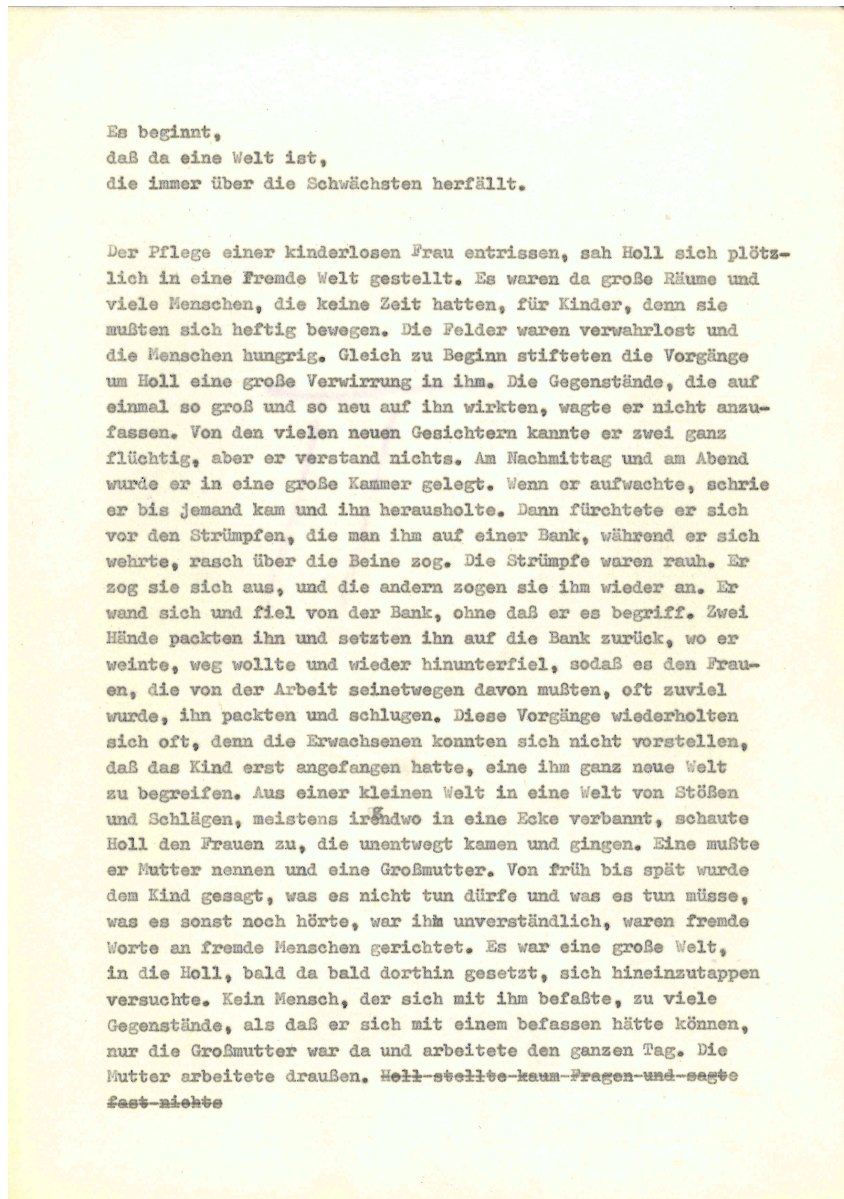 Es beginnt,
daß da eine Welt ist,
die immer über die Schwächsten herfällt.
Der Pflege einer kinderlosen Frau entrissen, sah Holl sich plötz-
lich in eine fremde Welt gestellt. Es waren da große Räume und
viele Menschen, die keine Zeit hatten, für Kinder, denn sie
mußten sich heftig bewegen. Die Felder waren verwahrlost und
die Menschen hungrig. Gleich zu Beginn stifteten die Vorgänge
um Holl eine große Verwirrung in ihm. Die Gegenstände, die auf
einmal so groß und so neu auf ihn wirkten, wagte er nicht anzu-
fassen. Von den vielen neuen Gesichtern kannte er zwei ganz
flüchtig, aber er verstand nichts. Am Nachmittag und am Abend
wurde er in eine große Kammer gelegt. Wenn er aufwachte, schrie
er bis jemand kam und ihn herausholte. Dann fürchtete er sich
vor den Strümpfen, die man ihm auf einer Bank, während er sich
wehrte, rasch über die Beine zog. Die Strümpfe waren rauh. Er
zog sie sich aus, und die andern zogen sie ihm wieder an. Er
wand sich und fiel von der Bank, ohne daß er es begriff. Zwei
Hände packten ihn und setzten ihn auf die Bank zurück, wo er
weinte, weg wollte und wieder hinunterfiel, sodaß es den Frau-
en, die von der Arbeit seinetwegen davon mußten, oft zuviel
wurde, ihn packten und schlugen. Diese Vorgänge wiederholten
sich oft, denn die Erwachsenen konnten sich nicht vorstellen,
daß das Kind erst angefangen hatte, eine ihm ganz neue Welt
zu begreifen. Aus einer kleinen Welt in eine Welt von Stößen
und Schlägen, meistens irgendwo in eine Ecke verbannt, schaute
Holl den Frauen zu, die unentwegt kamen und gingen. Eine mußte
er Mutter nennen und eine Großmutter. Von früh bis spät wurde
dem Kind gesagt, was es nicht tun dürfe und was es tun müsse,
was es sonst noch hörte, war ihm unverständlich, waren fremde
Worte an fremde Menschen gerichtet. Es war eine große Welt,
in die Holl, bald da bald dorthin gesetzt, sich hineinzutappen
versuchte. Kein Mensch, der sich mit ihm befaßte, zu viele
Gegenstände, als daß er sich mit einem befassen hätte können,
nur die Großmutter war da und arbeitete den ganzen Tag. Die
Mutter arbeitete draußen. Holl stellte kaum Fragen und sagte
fast nichts